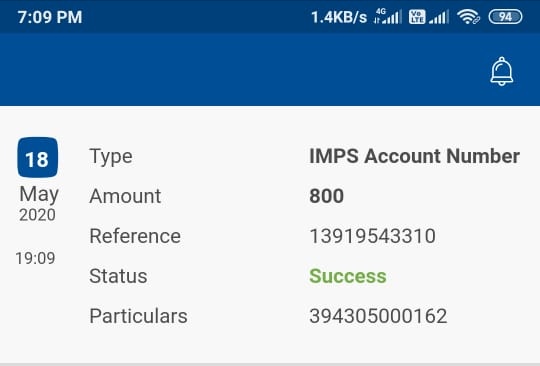 7:09 PM 1.4KB/s 4G Vo LTE 94
18 Type IMPS Account Number
May Amount 800
2020
Reference 13919543310
19:09
Status Success
Particulars 394305000162